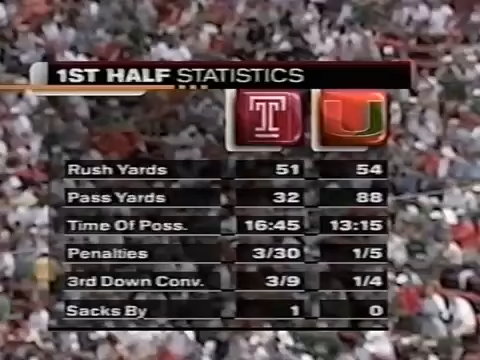 1ST HALF STATISTICS
T U
Rush Yards 51 54
Pass Yards 32 88
Time Of Poss. 16:45 13:15
Penalties 3/30 1/5
3rd Down Conv. 3/9 1/4
Sacks By 1 0